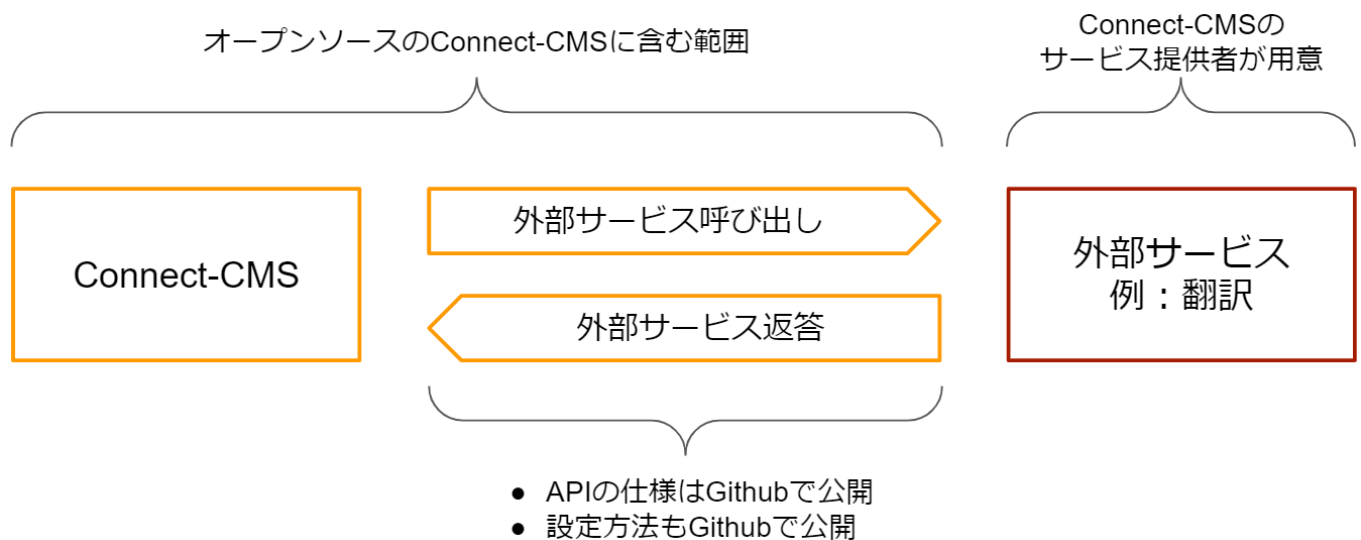 オープンソースのConnect-CMSに含む範囲
Connect-CMSの
サービス提供者が用意
Connect-CMS
外部サービス呼び出し
外部サービス返答
外部サービス
例：翻訳
● APIの仕様はGithubで公開
● 設定方法もGithubで公開